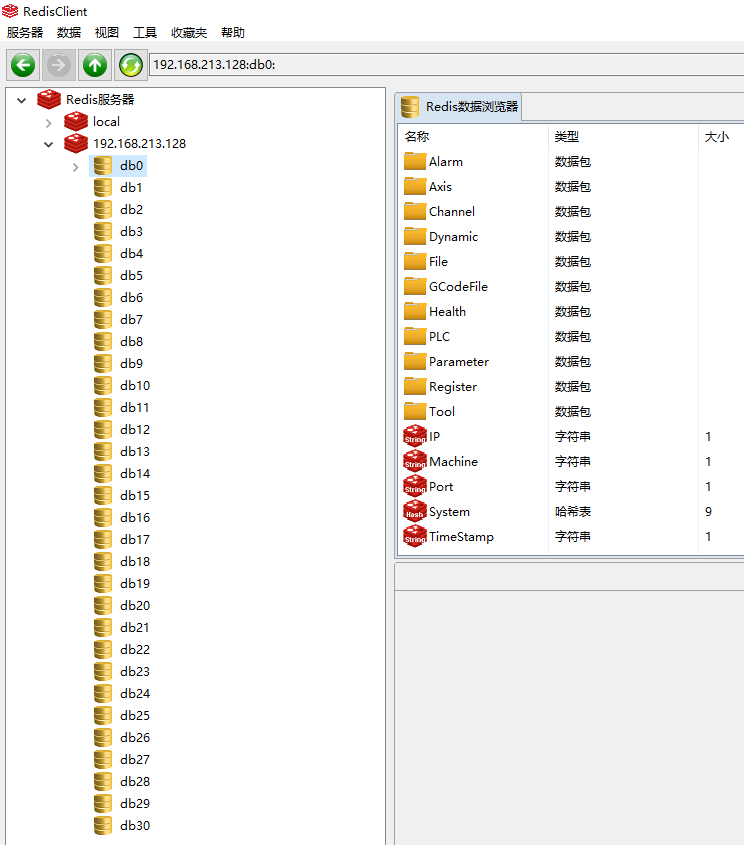 RedisClient
服务器 数据 视图 工具 收藏夹 帮助
192.168.213.128:db0:
Redis服务器
local
192.168.213.128
db0
db1
db2
db3
db4
db5
db6
db7
db8
db9
db10
db11
db12
db13
db14
db15
db16
db17
db18
db19
db20
db21
db22
db23
db24
db25
db26
db27
db28
db29
db30
Redis数据浏览器
名称 类型 大小
Alarm 数据包
Axis 数据包
Channel 数据包
Dynamic 数据包
File 数据包
GCodeFile 数据包
Health 数据包
PLC 数据包
Parameter 数据包
Register 数据包
Tool 数据包
String IP 字符串 1
String Machine 字符串 1
String Port 字符串 1
Hash System 哈希表 9
String TimeStamp 字符串 1